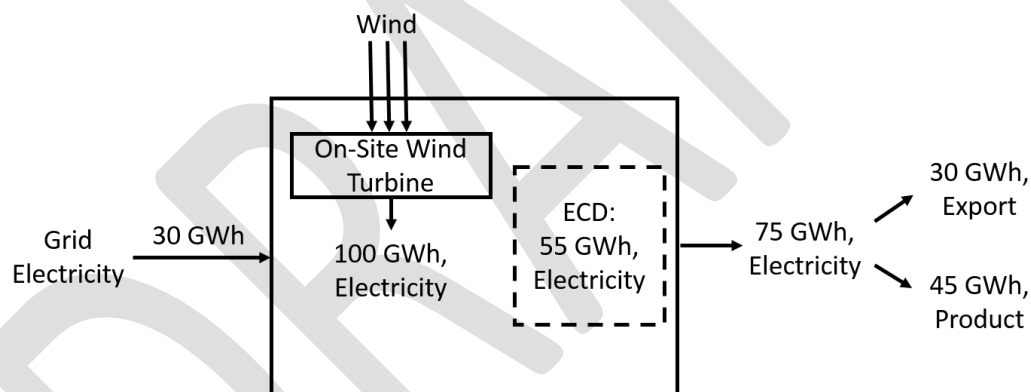 Wind
On-Site Wind
Turbine
100 GWh,
Electricity
Grid
Electricity
30 GWh
ECD:
55 GWh,
Electricity
75 GWh,
Electricity
30 GWh,
Export
45 GWh,
Product
DRAF